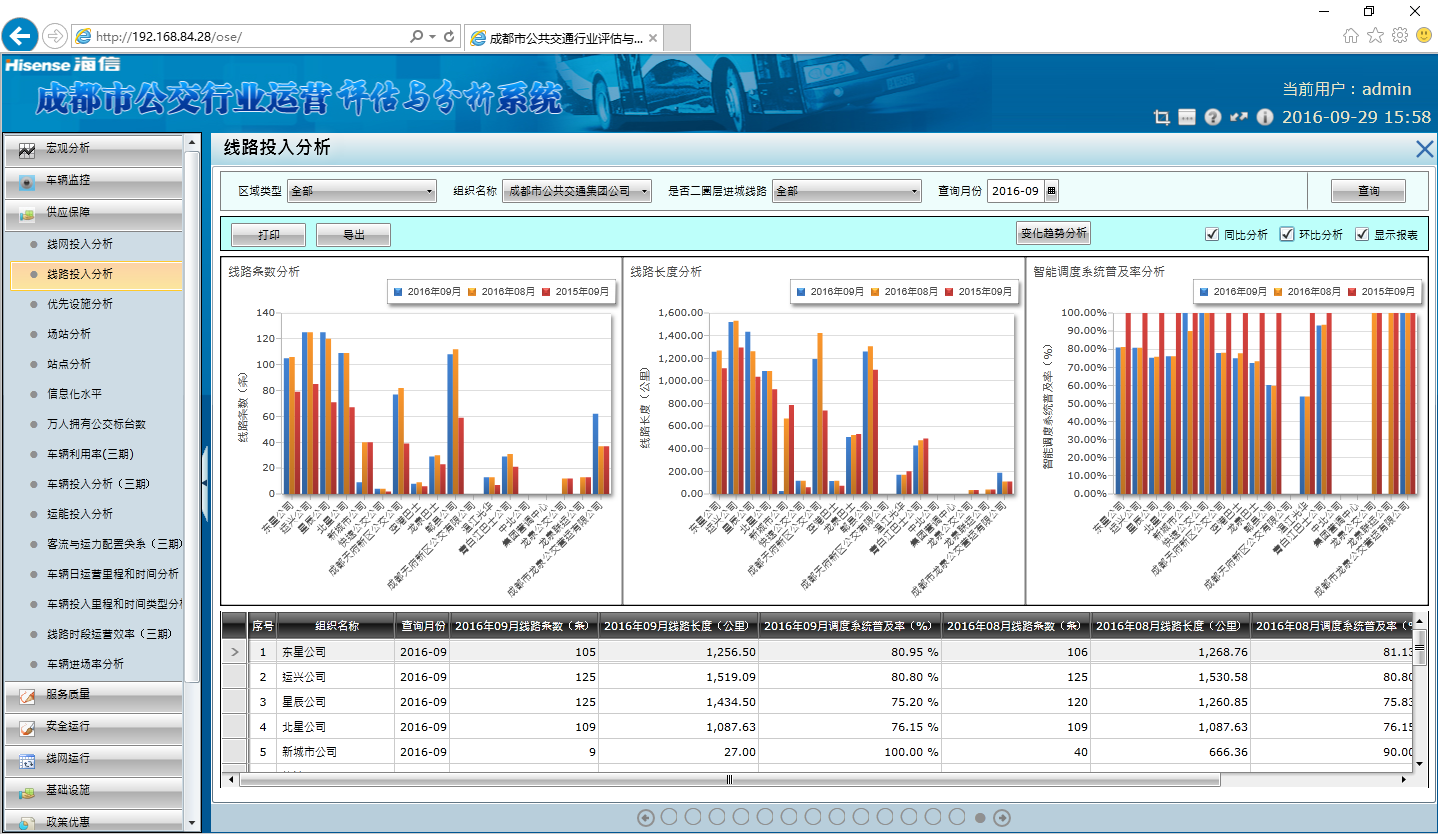 http://192.168.84.28/ose/
成都市公共交通行业评估与...
Hisense 海信
成都市公交行业运营评估与分析系统
当前用户：admin
2016-09-29 15:58
宏观分析
车辆监控
供应保障
线网投入分析
线路投入分析
优先设施分析
场站分析
站点分析
信息化水平
万人拥有公交标台数
车辆利用率(三期)
车辆投入分析（三期）
运能投入分析
客流与运力配置关系（三期）
车辆日运营里程和时间分析
车辆投入里程和时间类型分析
线路时段运营效率（三期）
车辆进场率分析
服务质量
安全运行
线网运行
基础设施
政策优惠
线路投入分析
区域类型 全部 组织名称 成都市公共交通集团公司 是否二圈层进城线路 全部 查询月份 2016-09 查询
打印 导出 变化趋势分析 同比分析 环比分析 显示报表
线路条数分析
2016年09月 2016年08月 2015年09月
140
120
100
80
60
40
20
0
线路条数（条）
东星公司 运兴公司 星辰公司 北星公司 新城市公司 快速公交公司 成都天府新区公交公司 空港巴士 龙泉巴士 郫县公司 成都天府新区公交有限公司 温江光华 青白江巴士公司 中北公司 集团营调中心 龙泉公交公司 龙泉联运公司 成都市龙泉公交营运有限公司
线路长度分析
2016年09月 2016年08月 2015年09月
1,600.00
1,400.00
1,200.00
1,000.00
800.00
600.00
400.00
200.00
0.00
线路长度（公里）
东星公司 运兴公司 星辰公司 北星公司 新城市公司 快速公交公司 成都天府新区公交公司 空港巴士 龙泉巴士 郫县公司 成都天府新区公交有限公司 温江光华 青白江巴士公司 中北公司 集团营调中心 龙泉公交公司 龙泉联运公司 成都市龙泉公交营运有限公司
智能调度系统普及率分析
2016年09月 2016年08月 2015年09月
100.00%
90.00%
80.00%
70.00%
60.00%
50.00%
40.00%
30.00%
20.00%
10.00%
0.00%
智能调度系统普及率（%）
东星公司 运兴公司 星辰公司 北星公司 新城市公司 快速公交公司 成都天府新区公交公司 空港巴士 龙泉巴士 郫县公司 成都天府新区公交有限公司 温江光华 青白江巴士公司 中北公司 集团营调中心 龙泉公交公司 龙泉联运公司 成都市龙泉公交营运有限公司
序号 组织名称 查询月份 2016年09月线路条数（条） 2016年09月线路长度（公里） 2016年09月调度系统普及率（%） 2016年08月线路条数（条） 2016年08月线路长度（公里） 2016年08月调度系统普及率（%
1 东星公司 2016-09 105 1,256.50 80.95 % 106 1,268.76 81.13
2 运兴公司 2016-09 125 1,519.09 80.80 % 125 1,530.58 80.80
3 星辰公司 2016-09 125 1,434.50 75.20 % 120 1,260.85 75.83
4 北星公司 2016-09 109 1,087.63 76.15 % 109 1,087.63 76.15
5 新城市公司 2016-09 9 27.00 100.00 % 40 666.36 90.00